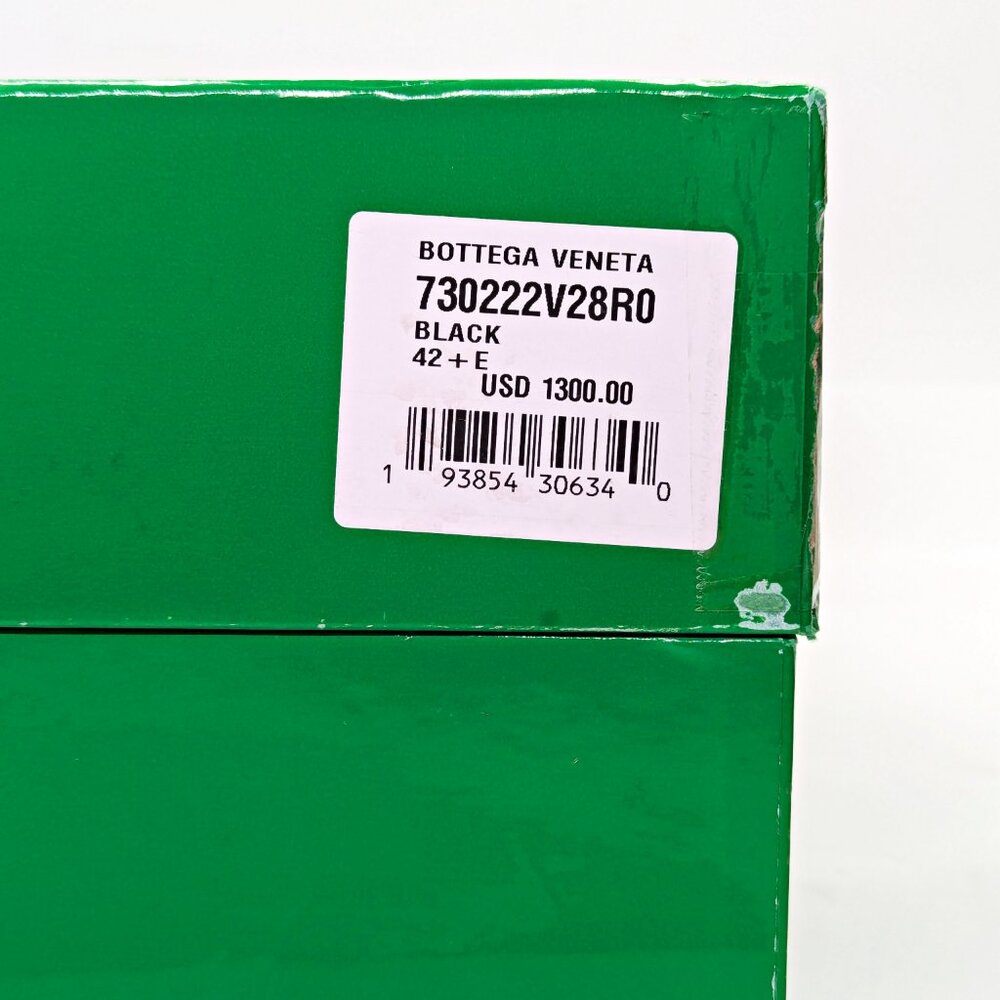 BOTTEGA VENETA
730222V28R0
BLACK
42+E
USD 1300.00
1 93854 30634 0